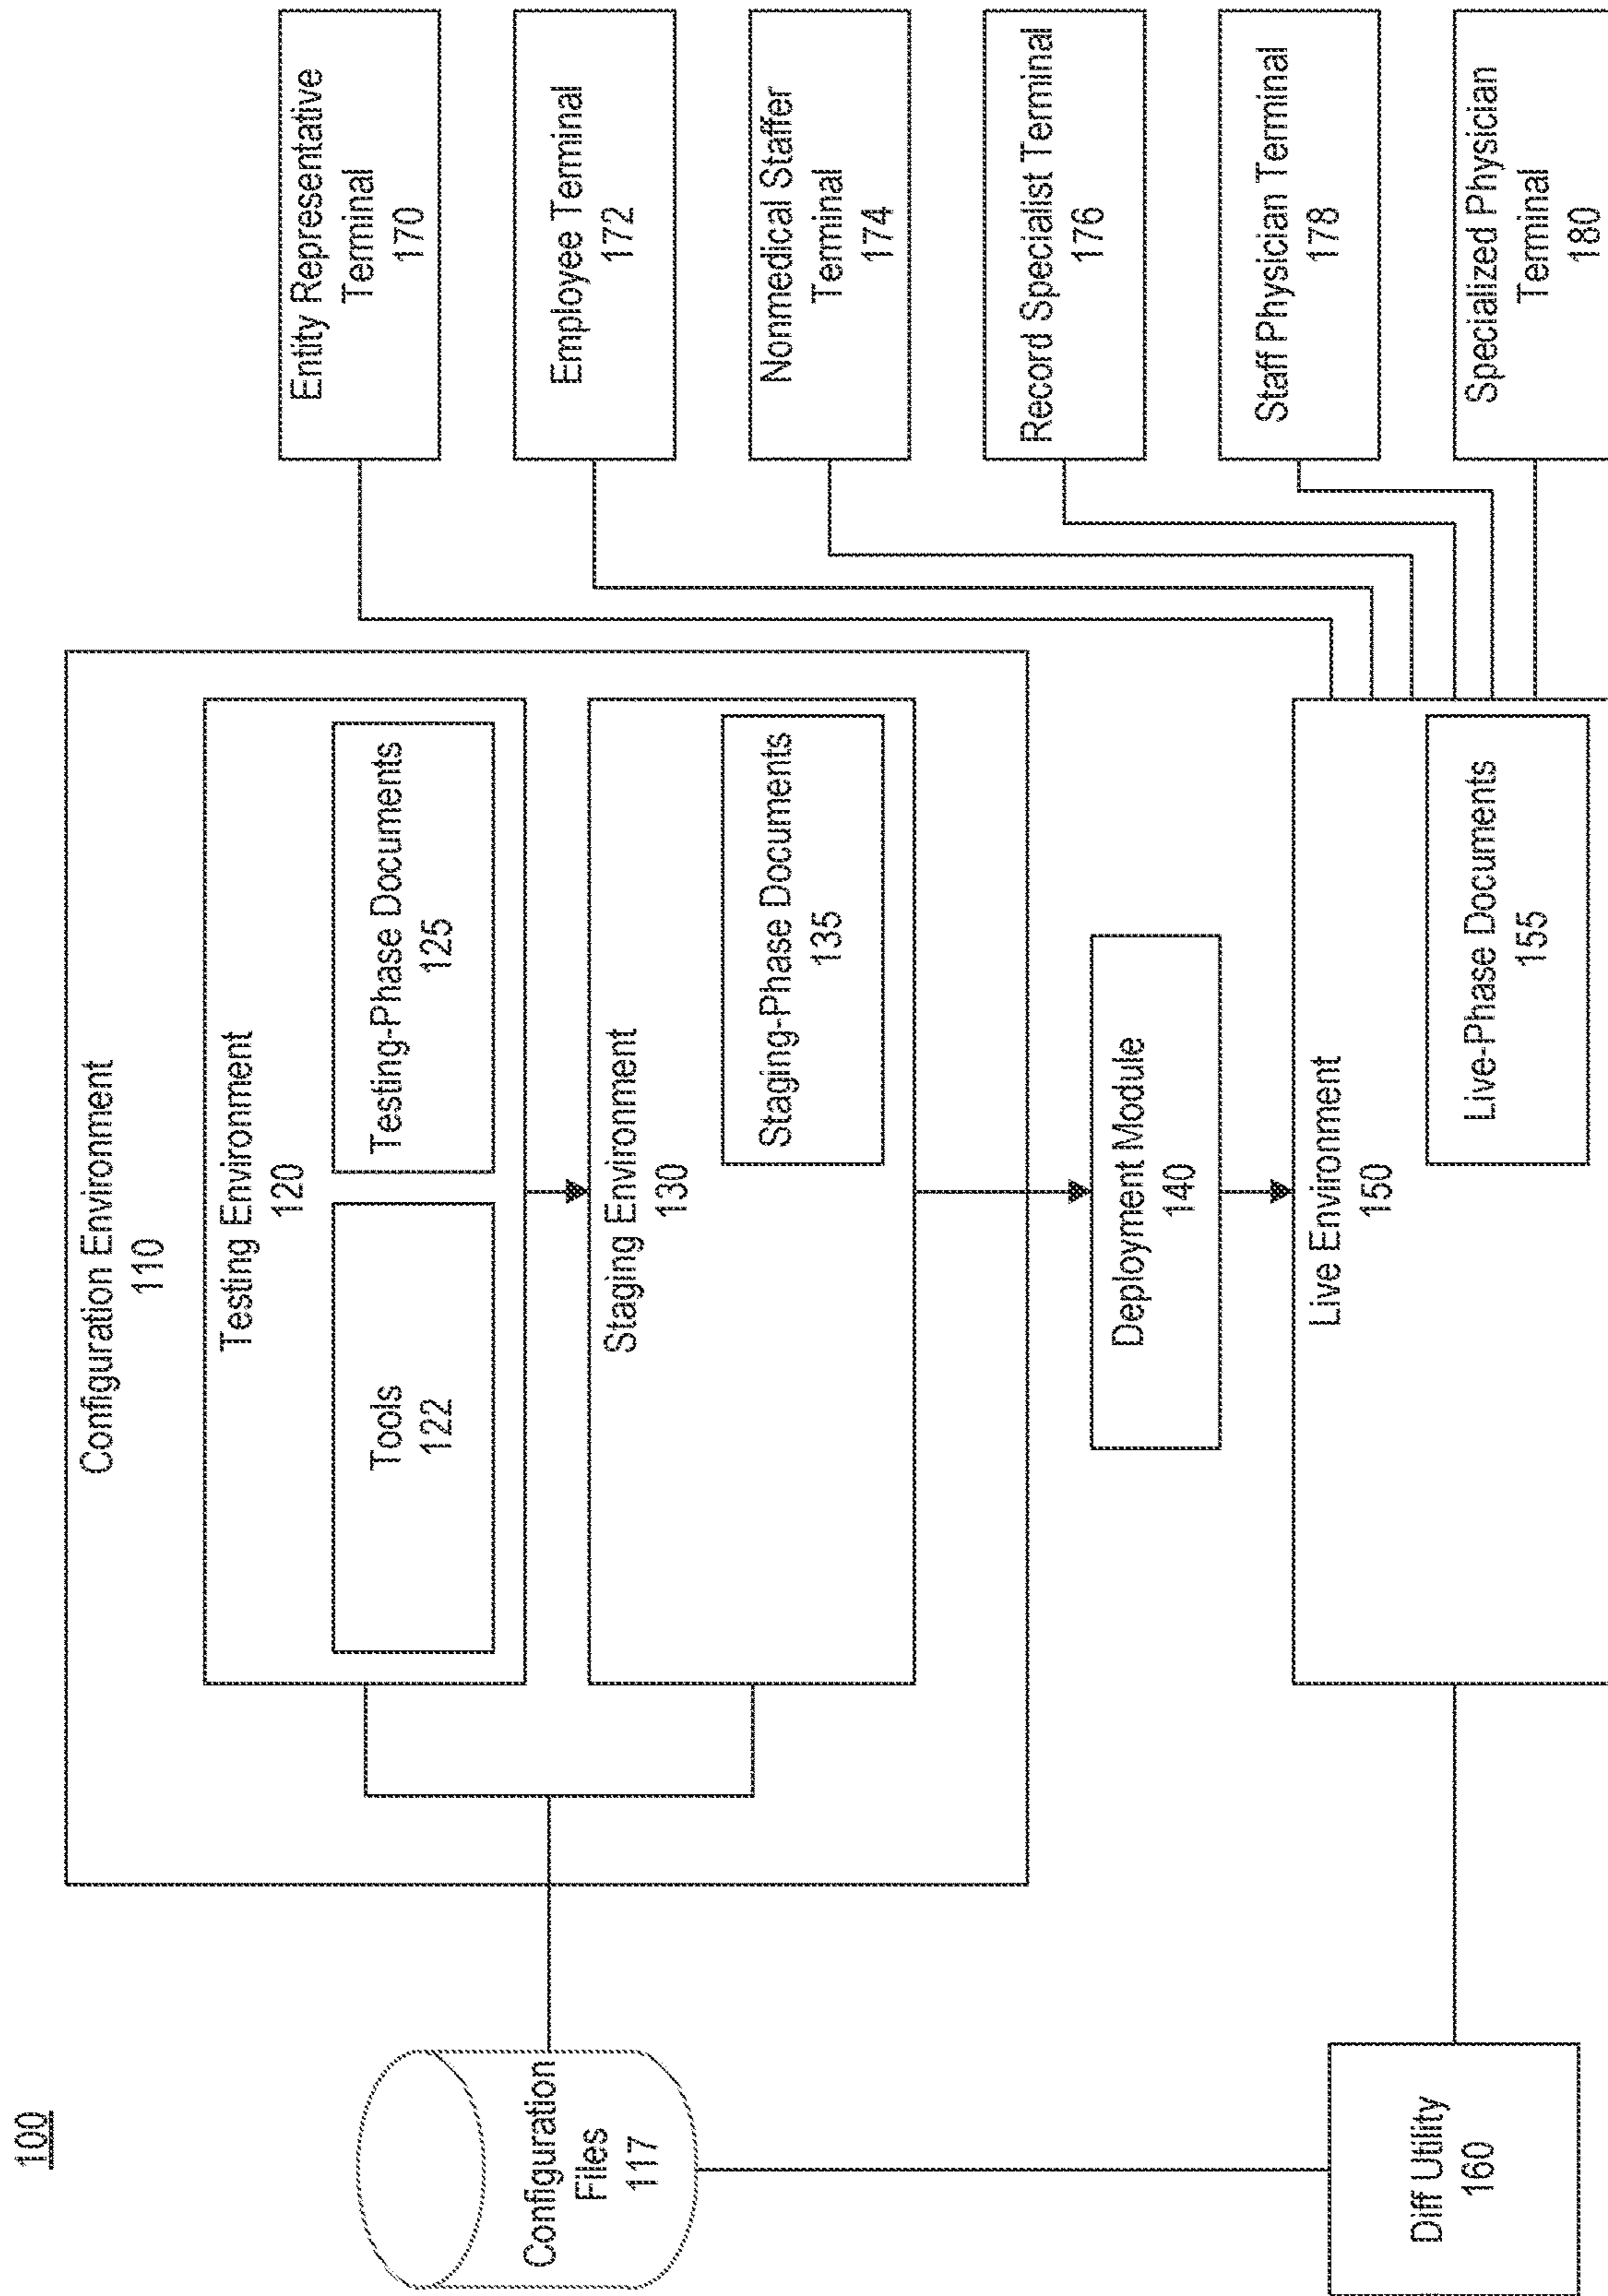 100
Configuration Environment
110
Testing Environment
120
Tools
122
Testing-Phase Documents
125
Staging Environment
130
Staging-Phase Documents
135
Configuration
Files
117
Deployment Module
140
Live Environment
150
Live-Phase Documents
155
Diff Utility
160
Entity Representative
Terminal
170
Employee Terminal
172
Nonmedical Staffer
Terminal
174
Record Specialist Terminal
176
Staff Physician Terminal
178
Specialized Physician
Terminal
180